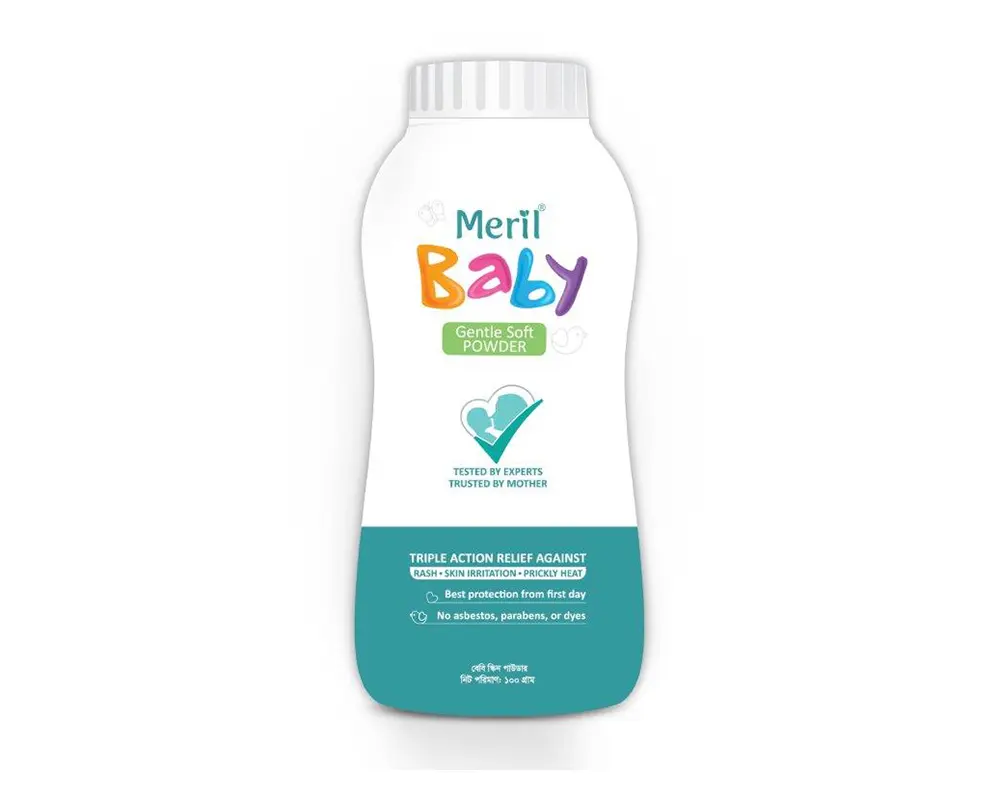 Meril®
Baby
Gentle Soft
POWDER
TESTED BY EXPERTS
TRUSTED BY MOTHER
TRIPLE ACTION RELIEF AGAINST
RASH • SKIN IRRITATION • PRICKLY HEAT
Best protection from first day
No asbestos, parabens, or dyes
বেবি স্কিন পাউডার
নিট পরিমাণ: ১০০ গ্রাম